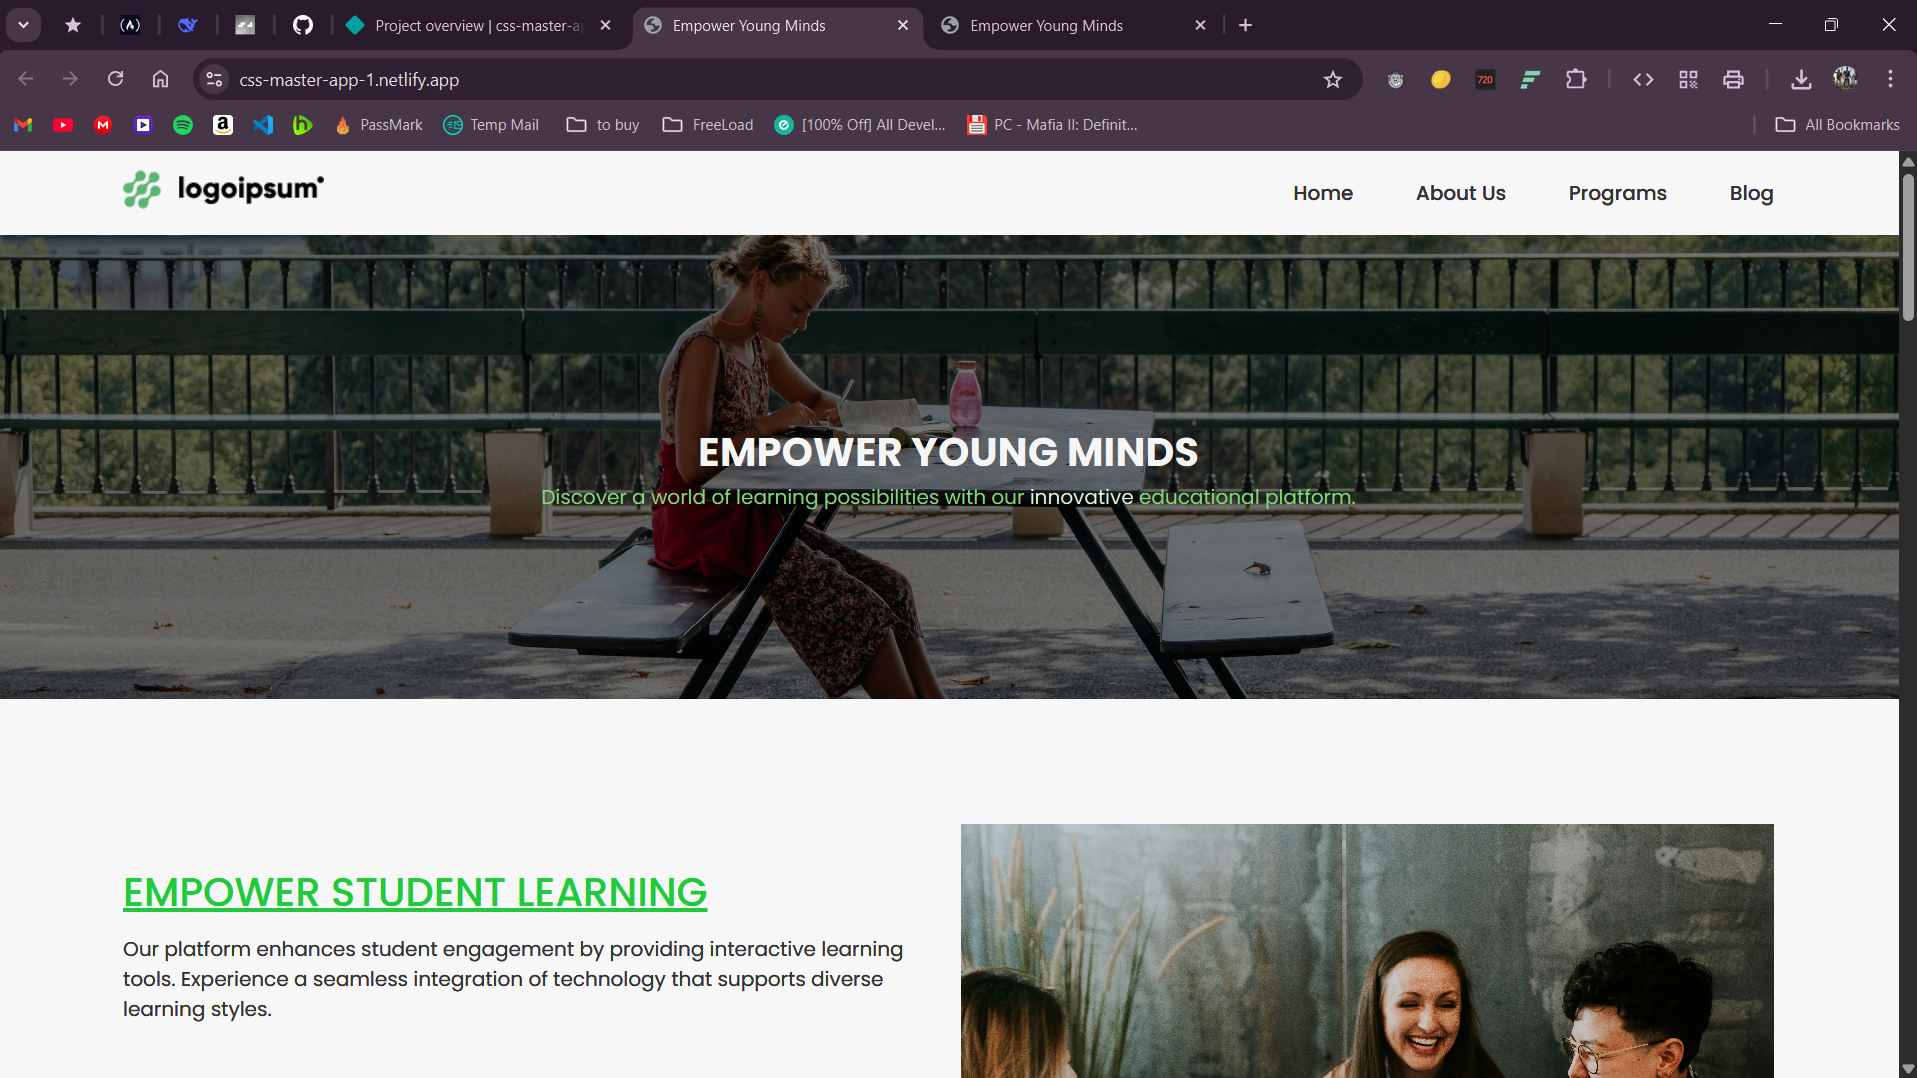 Project overview | css-master-a
Empower Young Minds
Empower Young Minds
css-master-app-1.netlify.app
720
PassMark
Temp Mail
to buy
FreeLoad
[100% Off] All Devel...
PC - Mafia II: Definit...
All Bookmarks
logoipsum
Home
About Us
Programs
Blog
EMPOWER YOUNG MINDS
Discover a world of learning possibilities with our innovative educational platform.
EMPOWER STUDENT LEARNING
Our platform enhances student engagement by providing interactive learning
tools. Experience a seamless integration of technology that supports diverse
learning styles.